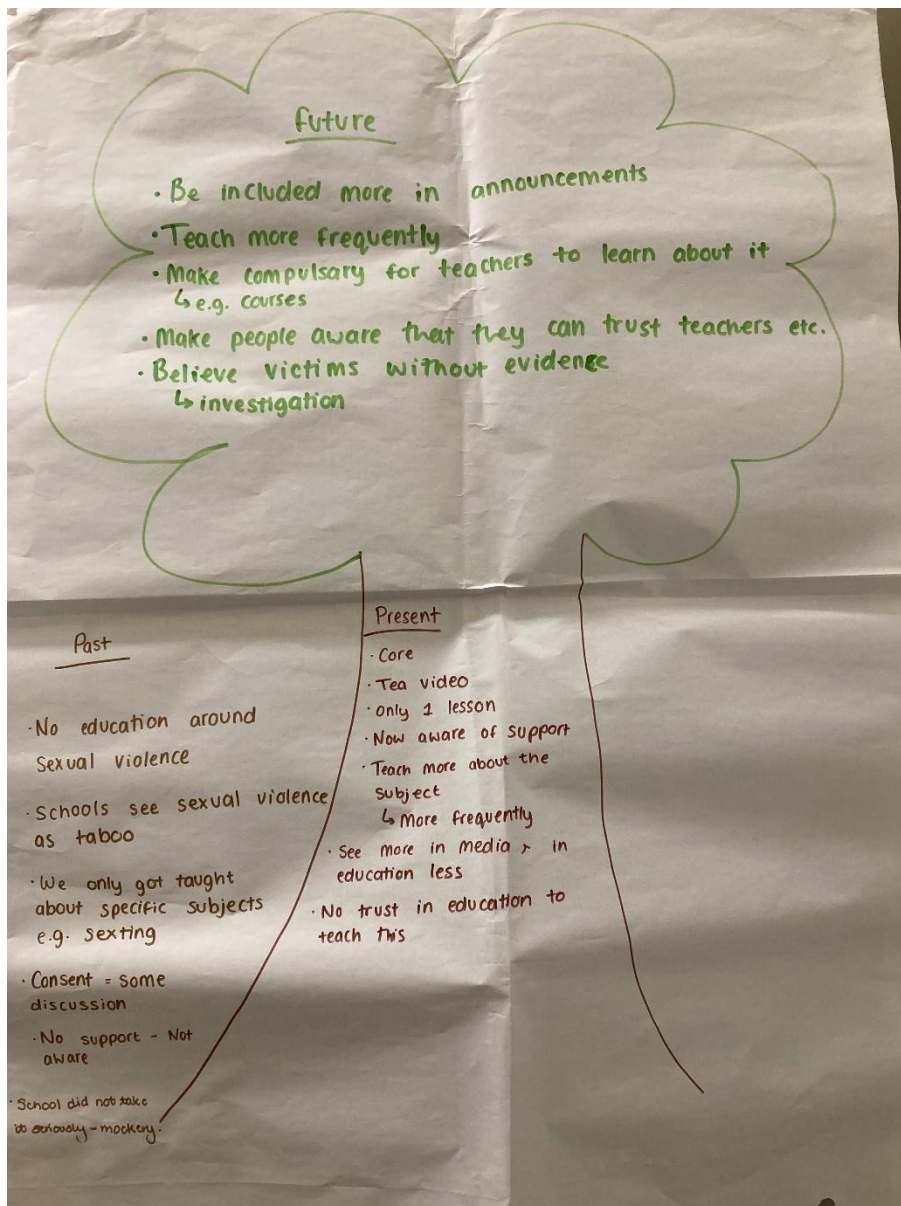 future
· Be included more in announcements
· Teach more frequently
· Make compulsary for teachers to learn about it
↳ e.g. courses
· Make people aware that they can trust teachers etc.
· Believe victims without evidence
↳ investigation
Past
· No education around
Sexual violence
· Schools see sexual violence
as taboo
· We only got taught
about specific subjects
e.g. sexting
· Consent = some
discussion
· No support - Not
aware
· School did not take
it seriously - mockery.
Present
· Core
· Tea video
· Only 1 lesson
· Now aware of support
· Teach more about the
subject
↳ More frequently
· See more in media, in
education less
· No trust in education to
teach this